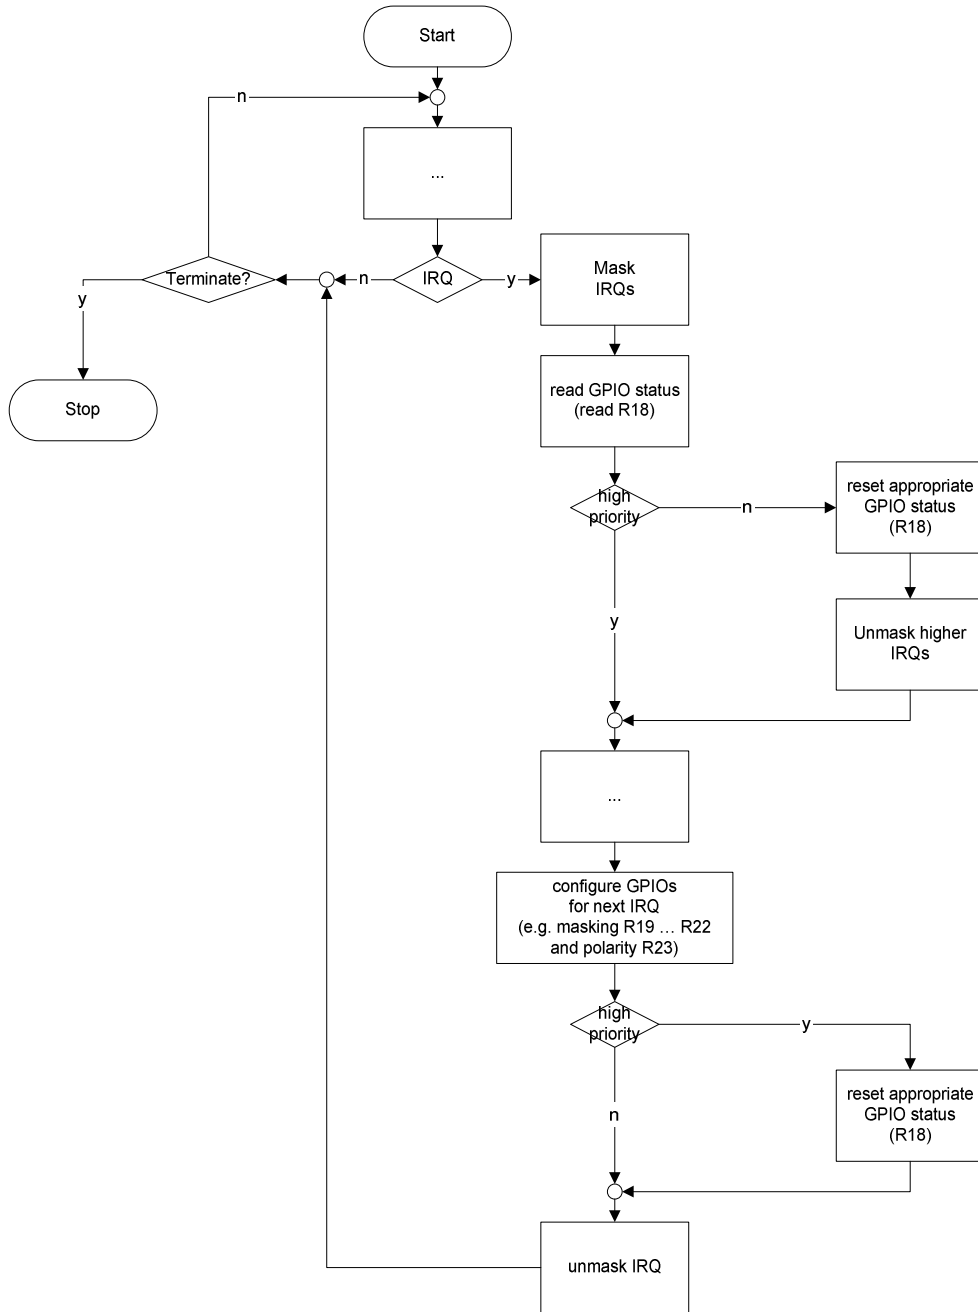 Start
n
...
Terminate?
n
IRQ
y
Mask
IRQs
y
Stop
read GPIO status
(read R18)
high
priority
n
reset appropriate
GPIO status
(R18)
y
Unmask higher
IRQs
...
configure GPIOs
for next IRQ
(e.g. masking R19 … R22
and polarity R23)
high
priority
y
reset appropriate
GPIO status
(R18)
n
unmask IRQ